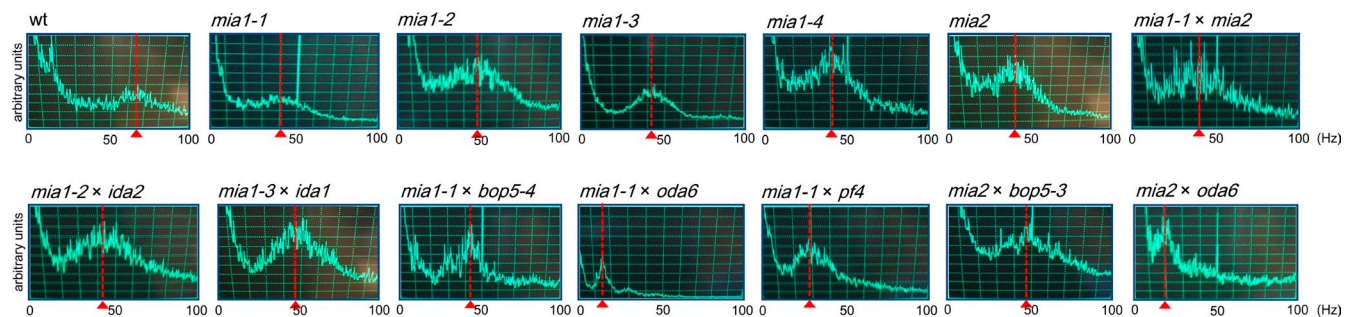 wt mia1-1 mia1-2 mia1-3 mia1-4 mia2 mia1-1 × mia2
arbitrary units
0 50 100 0 50 100 0 50 100 0 50 100 0 50 100 0 50 100 0 50 100 (Hz)
mia1-2 × ida2 mia1-3 × ida1 mia1-1 × bop5-4 mia1-1 × oda6 mia1-1 × pf4 mia2 × bop5-3 mia2 × oda6
arbitrary units
0 50 100 0 50 100 0 50 100 0 50 100 0 50 100 0 50 100 0 50 100 (Hz)